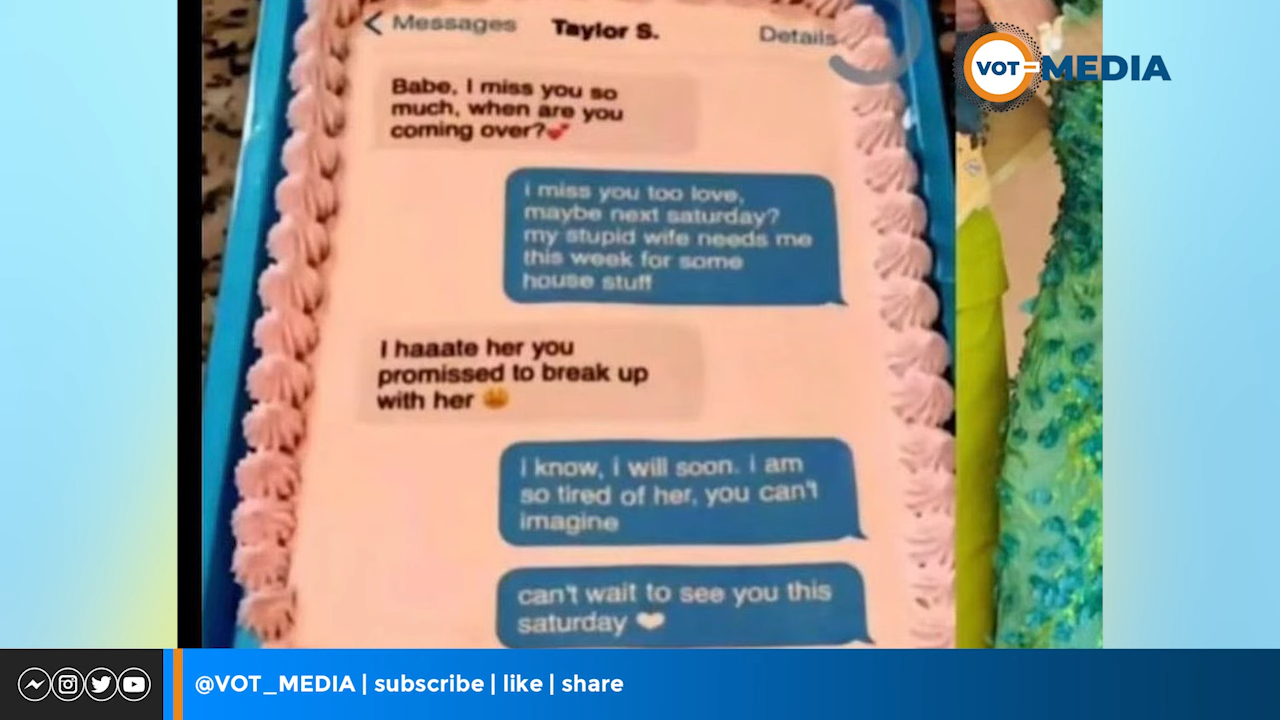 Messages
Taylor S.
Details
VOT-MEDIA
Babe, I miss you so
much, when are you
coming over?💕
i miss you too love,
maybe next saturday?
my stupid wife needs me
this week for some
house stuff
I haaate her you
promissed to break up
with her 😩
i know, i will soon. i am
so tired of her, you can't
imagine
can't wait to see you this
saturday ❤
@VOT_MEDIA | subscribe | like | share